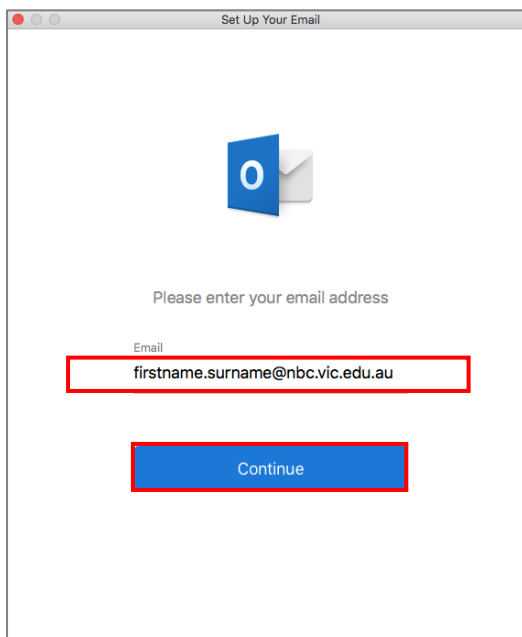 Set Up Your Email
O
Please enter your email address
Email
firstname.surname@nbc.vic.edu.au
Continue